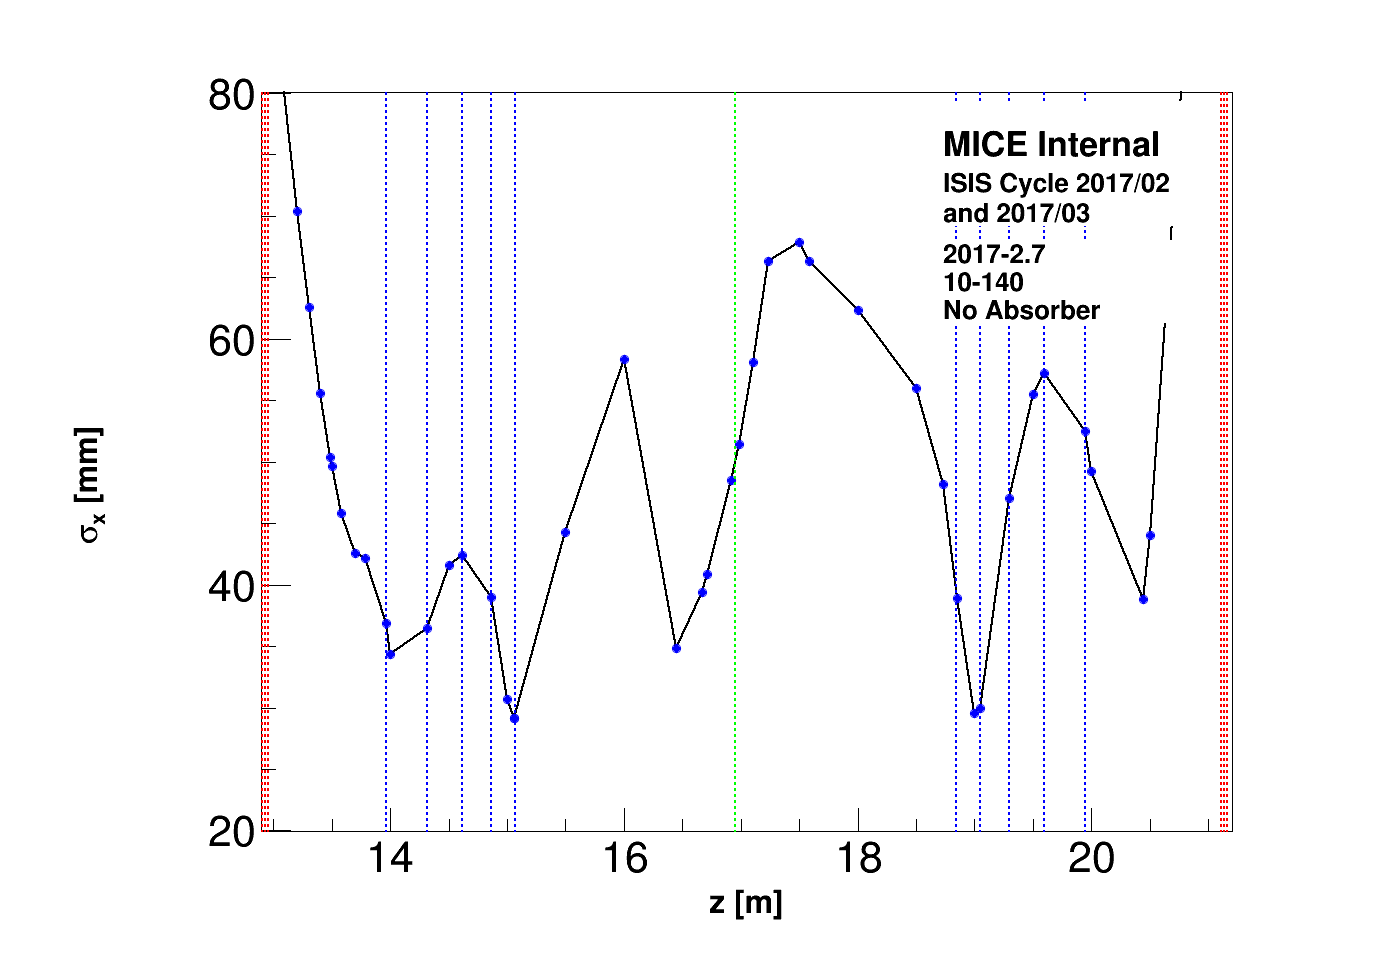 80
60
40
20
14
16
18
20
σx [mm]
z [m]
MICE Internal
ISIS Cycle 2017/02
and 2017/03
2017-2.7
10-140
No Absorber